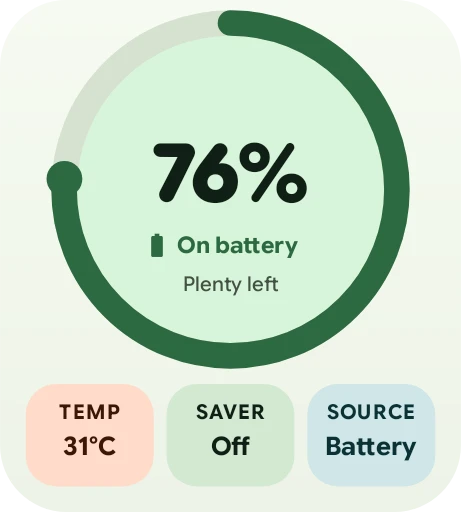 76%
On battery
Plenty left
TEMP SAVER SOURCE
31°C Off Battery